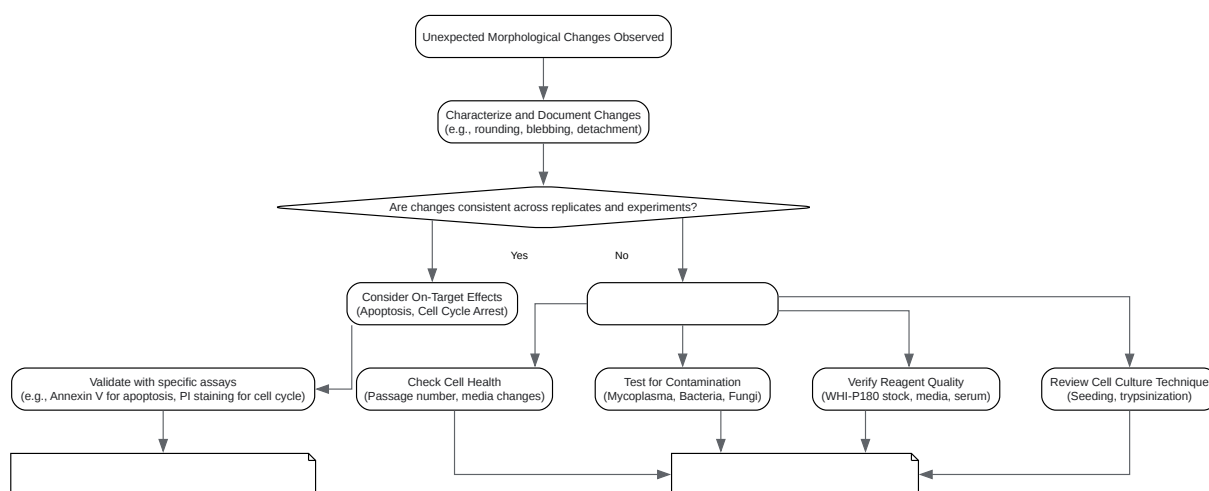 Unexpected Morphological Changes Observed
Characterize and Document Changes
(e.g., rounding, blebbing, detachment)
Are changes consistent across replicates and experiments?
Yes
No
Consider On-Target Effects
(Apoptosis, Cell Cycle Arrest)
Validate with specific assays
(e.g., Annexin V for apoptosis, PI staining for cell cycle)
Check Cell Health
(Passage number, media changes)
Test for Contamination
(Mycoplasma, Bacteria, Fungi)
Verify Reagent Quality
(WHI-P180 stock, media, serum)
Review Cell Culture Technique
(Seeding, trypsinization)